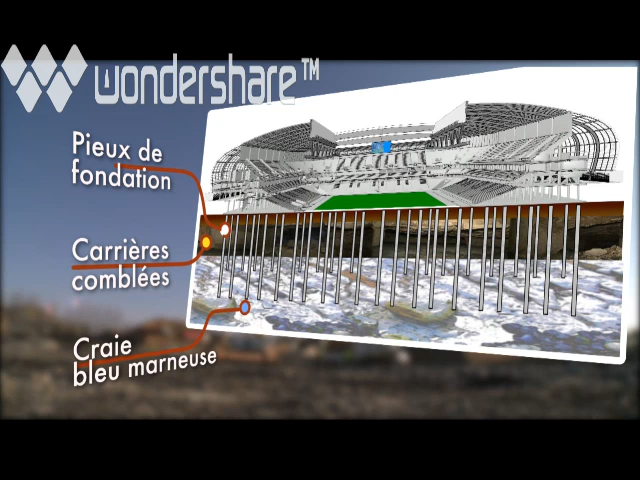 wondershare™
Pieux de
fondation
Carrières
comblées
Craie
bleu marneuse